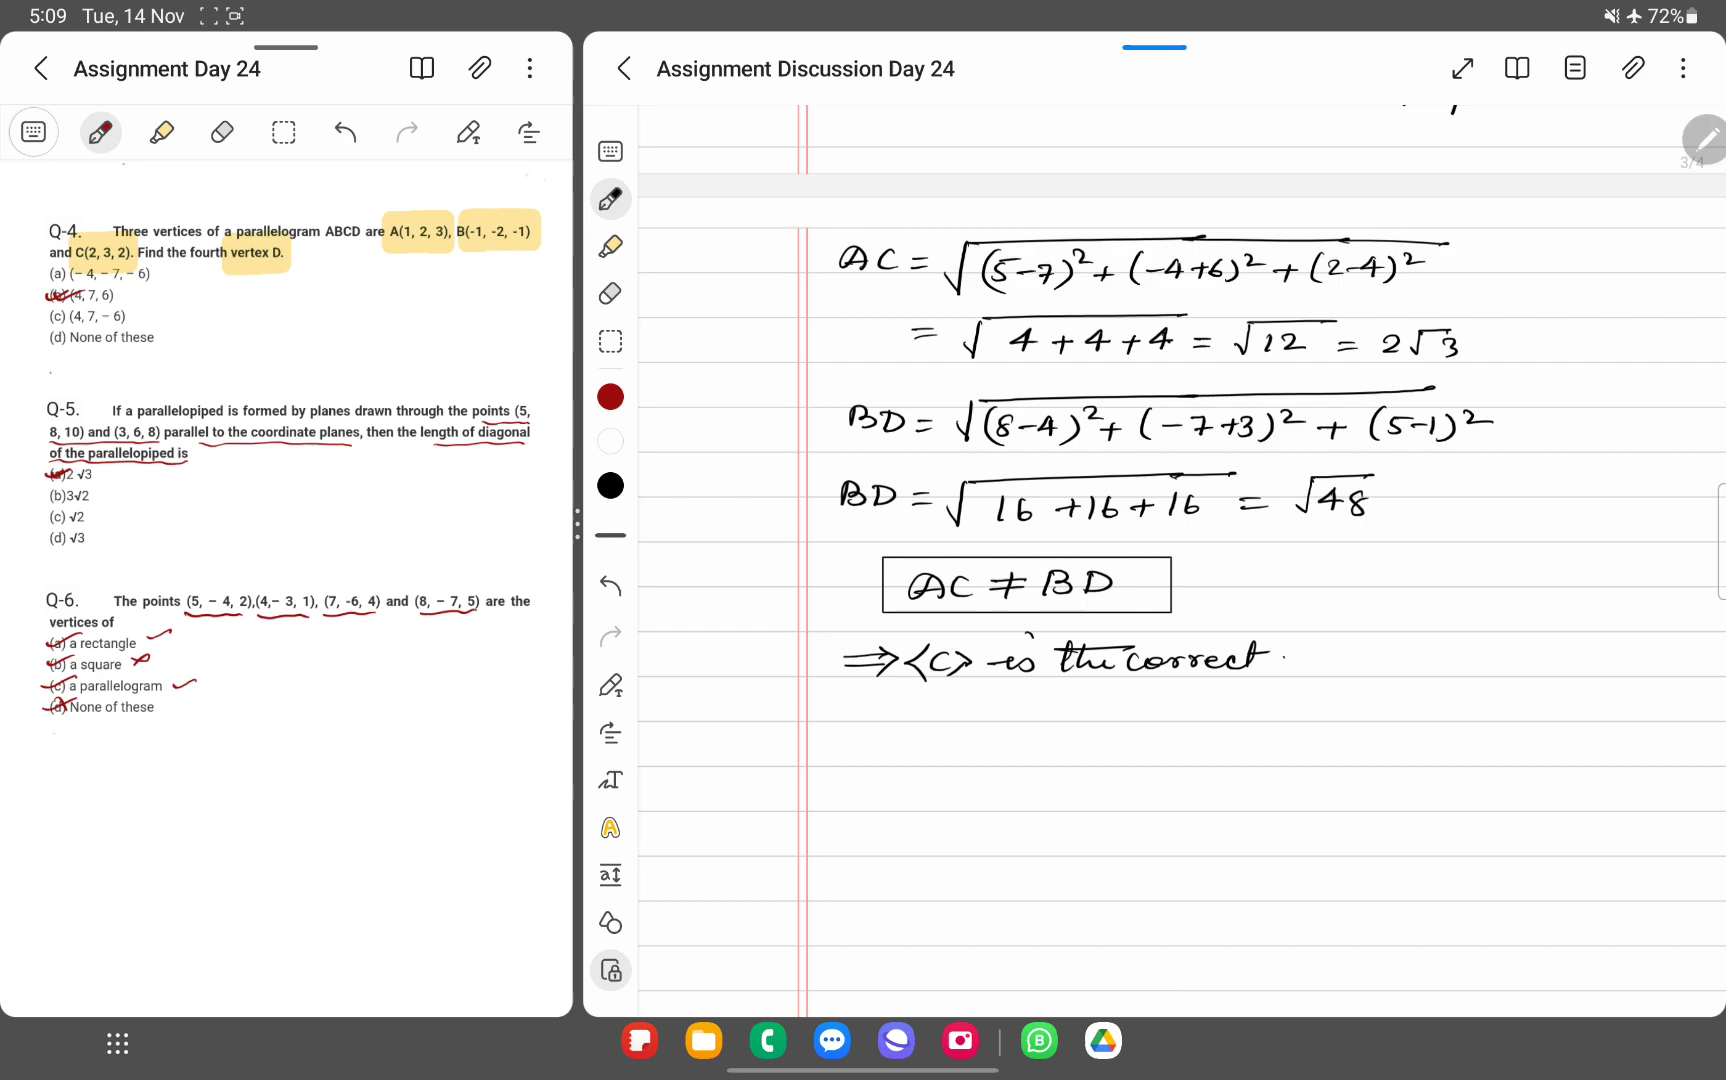 5:09 Tue, 14 Nov
72%
Assignment Day 24
Q-4. Three vertices of a parallelogram ABCD are A(1, 2, 3), B(-1, -2, -1)
and C(2, 3, 2). Find the fourth vertex D.
(a) (– 4, – 7, – 6)
(b) (4, 7, 6)
(c) (4, 7, – 6)
(d) None of these
Q-5. If a parallelopiped is formed by planes drawn through the points (5,
8, 10) and (3, 6, 8) parallel to the coordinate planes, then the length of diagonal
of the parallelopiped is
(a)2 √3
(b)3√2
(c) √2
(d) √3
Q-6. The points (5, – 4, 2),(4,– 3, 1), (7, -6, 4) and (8, – 7, 5) are the
vertices of
(a) a rectangle
(b) a square
(c) a parallelogram
(d) None of these
Assignment Discussion Day 24
3/4
AC = √(5-7)² + (-4+6)² + (2-4)²
= √4 + 4 + 4 = √12 = 2√3
BD = √(8-4)² + (-7+3)² + (5-1)²
BD = √16 + 16 + 16 = √48
AC ≠ BD
⇒ <C> is the correct.